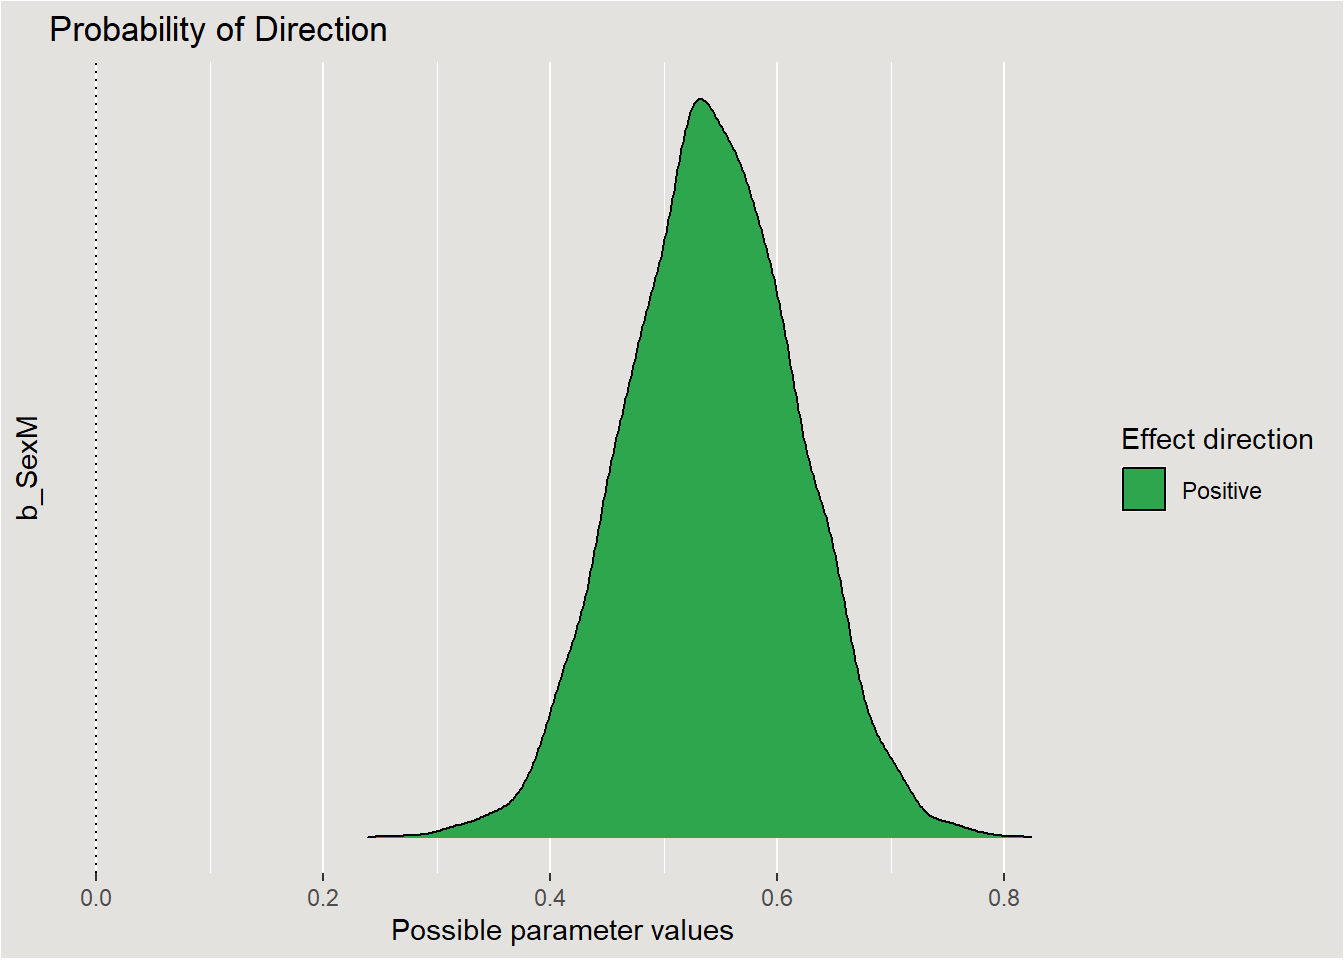 Probability of Direction
b_SexM
Effect direction
Positive
0.0 0.2 0.4 0.6 0.8
Possible parameter values